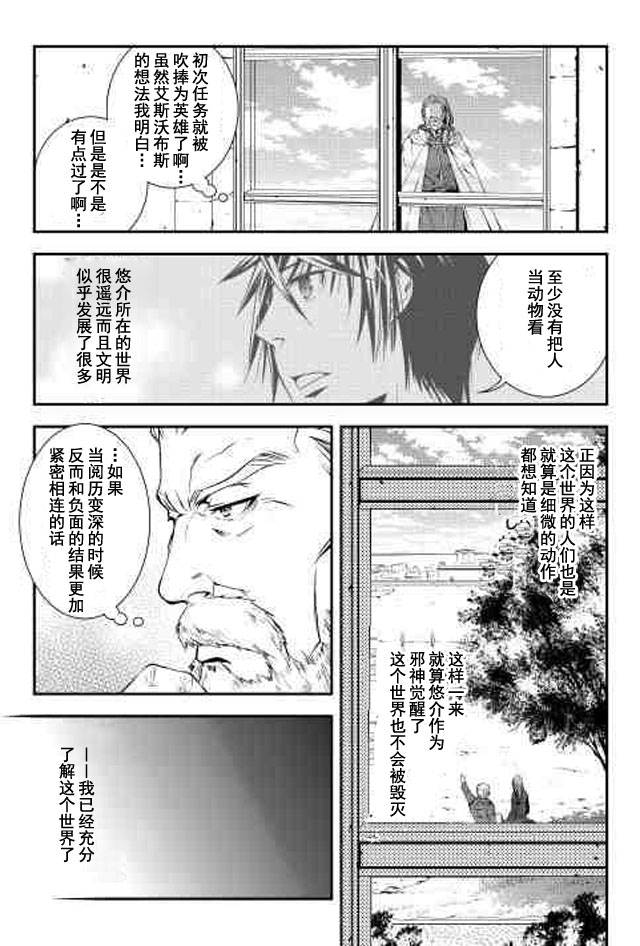 初次任务就被
吹捧为英雄了啊…
虽然艾斯沃布斯
的想法我明白…
但是是不是
有点过了啊…
至少没有把人
当动物看
悠介所在的世界
很遥远而且文明
似乎发展了很多
正因为这样
这个世界的人们也是
就算是细微的动作
都想知道
这样一来
就算悠介作为
邪神觉醒了
这个世界也不会被毁灭
…如果
当阅历变深的时候
反而和负面的结果更加
紧密相连的话
——我已经充分
了解这个世界了